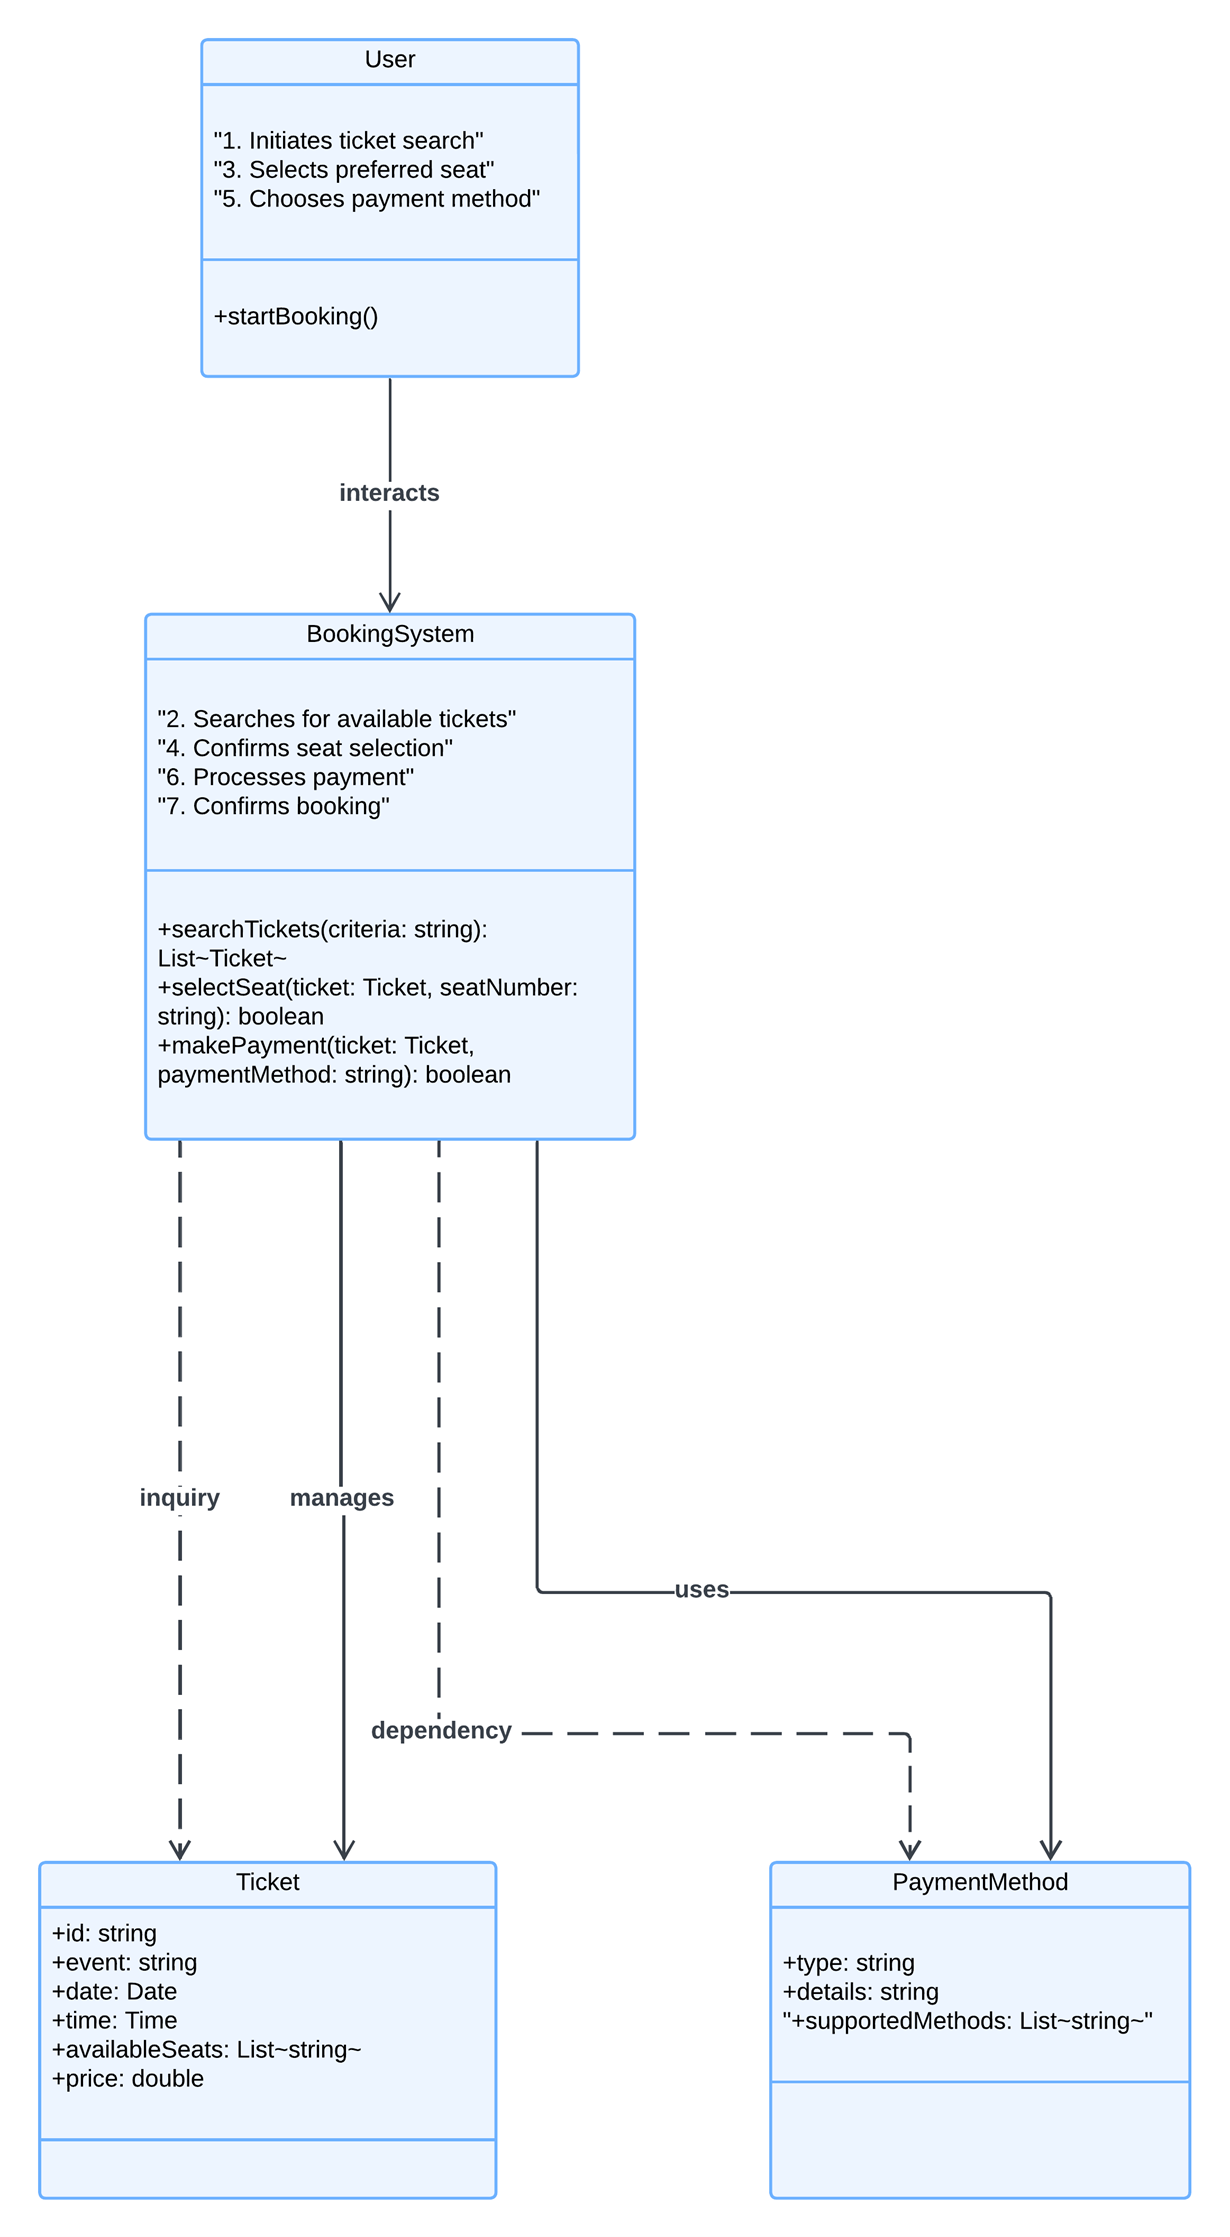 User
"1. Initiates ticket search"
"3. Selects preferred seat"
"5. Chooses payment method"
+startBooking()
interacts
BookingSystem
"2. Searches for available tickets"
"4. Confirms seat selection"
"6. Processes payment"
"7. Confirms booking"
+searchTickets(criteria: string):
List~Ticket~
+selectSeat(ticket: Ticket, seatNumber:
string): boolean
+makePayment(ticket: Ticket,
paymentMethod: string): boolean
inquiry
manages
uses
dependency
Ticket
+id: string
+event: string
+date: Date
+time: Time
+availableSeats: List~string~
+price: double
PaymentMethod
+type: string
+details: string
"+supportedMethods: List~string~"